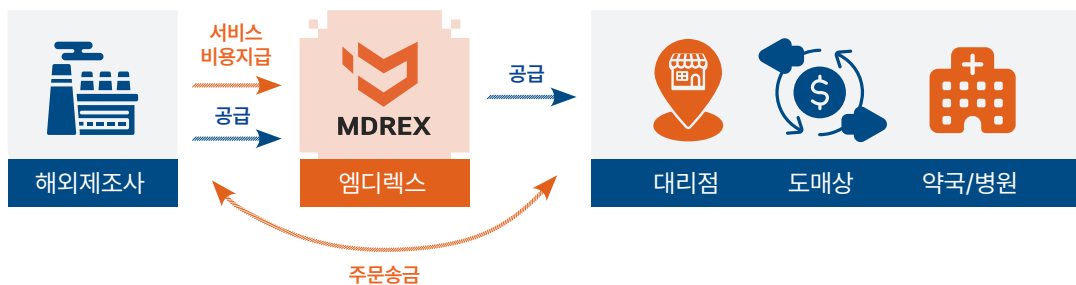 서비스
비용지급
공급
MDREX
공급
해외제조사
엠디렉스
대리점
도매상
약국/병원
주문송금